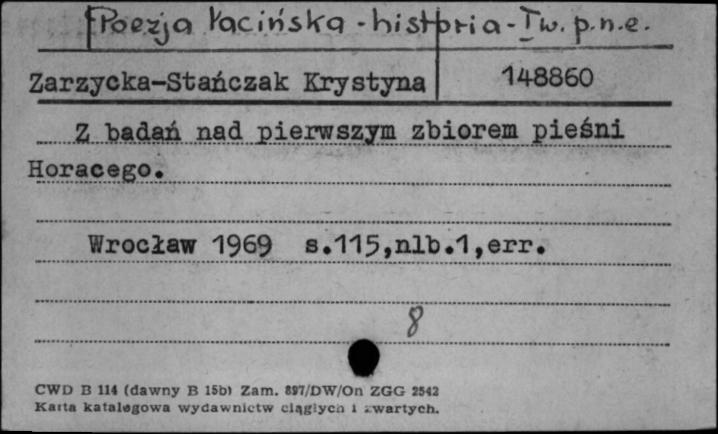 Poezja łacińska - historia - I w. p.n.e.
Zarzycka-Stańczak Krystyna
148860
Z badań nad pierwszym zbiorem pieśni
Horacego.
Wrocław 1969 s.115,nlb.1,err.
8
CWD B 114 (dawny B 15b) Zam. 897/DW/On ZGG 2542
Karta katalogowa wydawnictw ciągłych i zwartych.